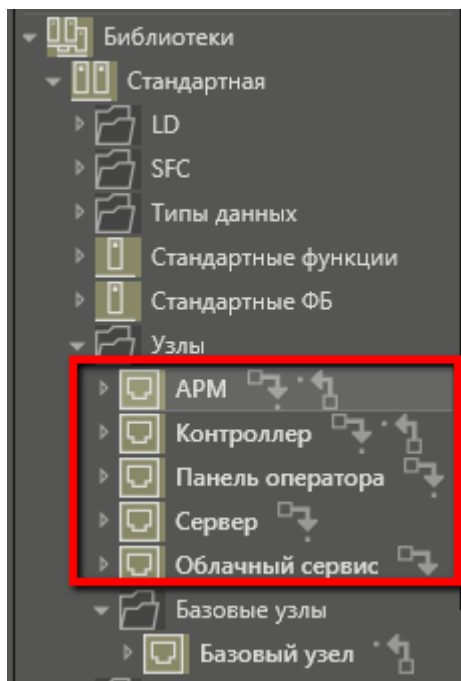 Библиотеки
Стандартная
LD
SFC
Типы данных
Стандартные функции
Стандартные ФБ
Узлы
АРМ
Контроллер
Панель оператора
Сервер
Облачный сервис
Базовые узлы
Базовый узел